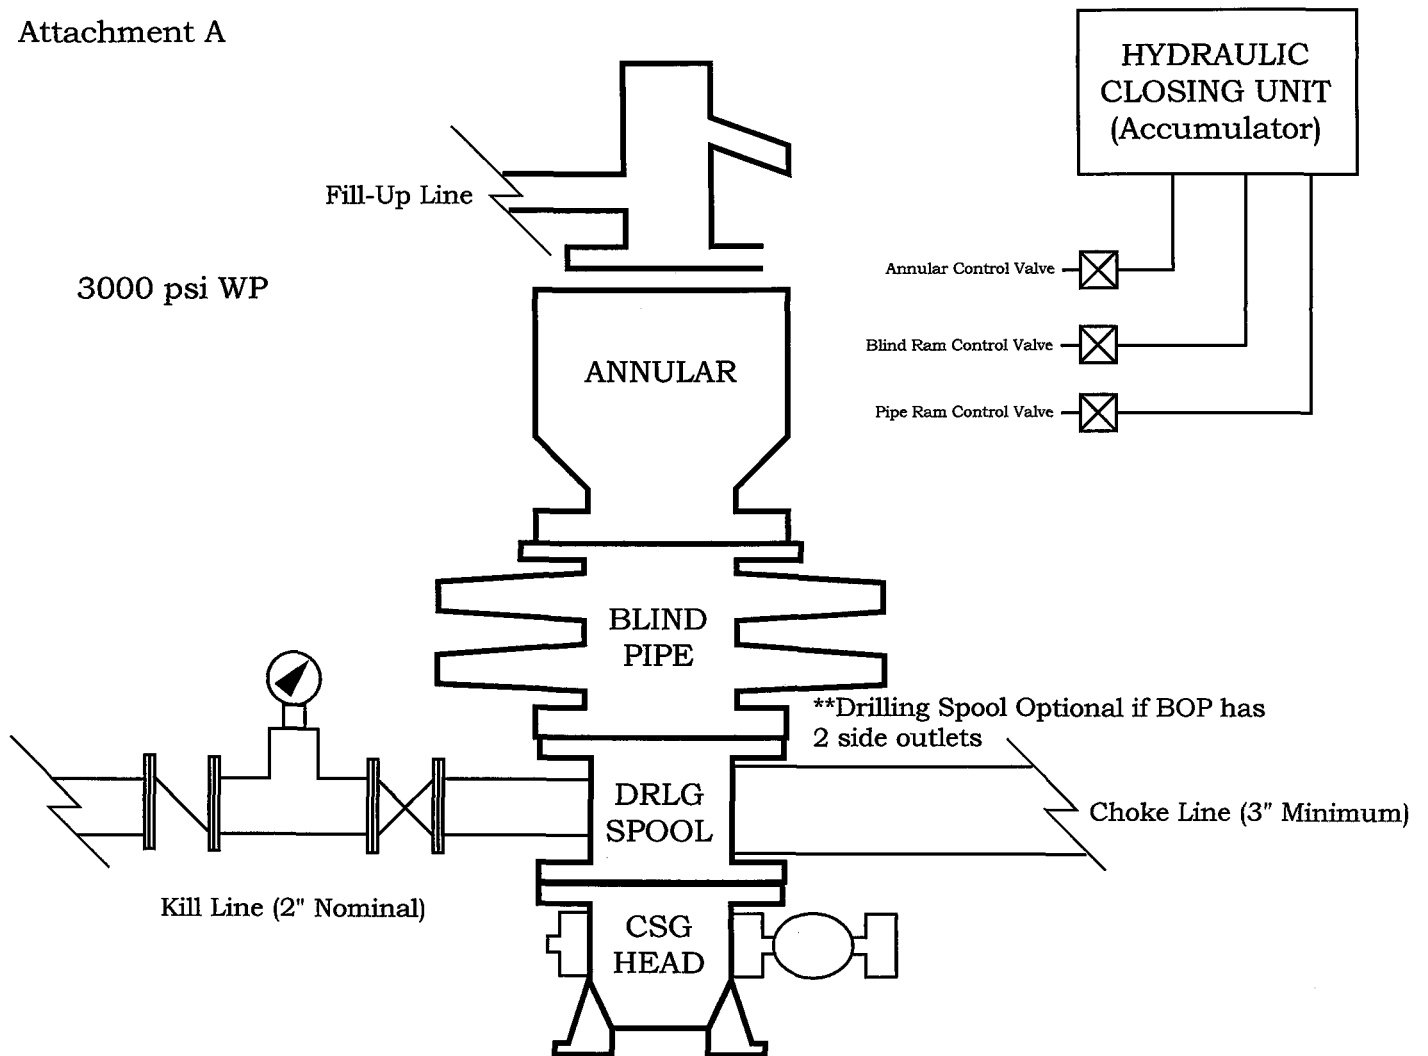 Attachment A
HYDRAULIC
CLOSING UNIT
(Accumulator)
Fill-Up Line
3000 psi WP
Annular Control Valve
Blind Ram Control Valve
Pipe Ram Control Valve
ANNULAR
BLIND
PIPE
**Drilling Spool Optional if BOP has
2 side outlets
DRLG
SPOOL
Choke Line (3" Minimum)
Kill Line (2" Nominal)
CSG
HEAD